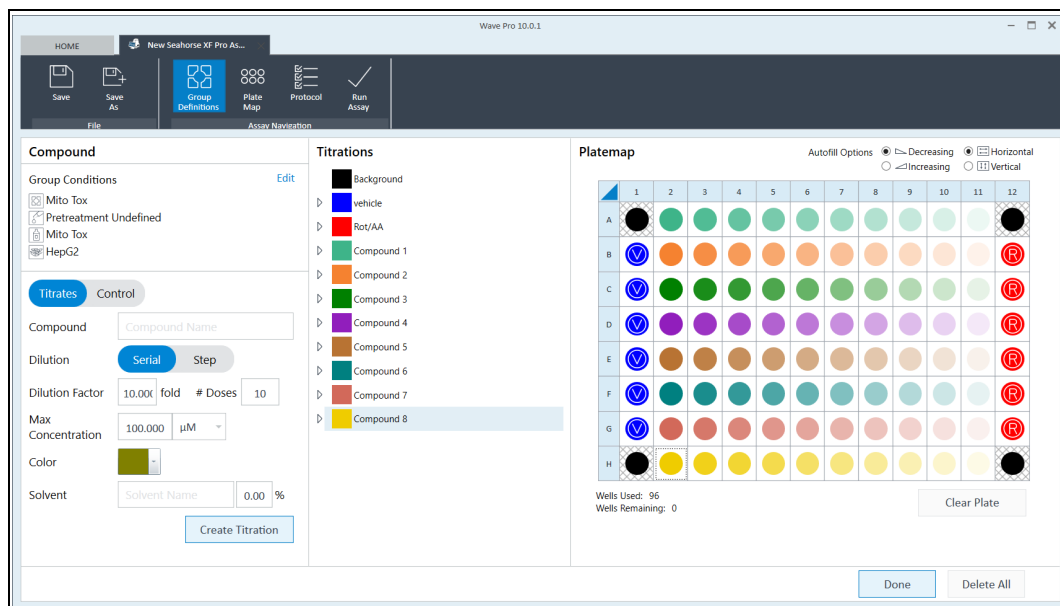 Wave Pro 10.0.1
HOME
New Seahorse XF Pro As...
Save
Save As
Group Definitions
Plate Map
Protocol
Run Assay
File
Assay Navigation
Compound
Group Conditions
Edit
Mito Tox
Pretreatment Undefined
Mito Tox
HepG2
Titrates
Control
Compound
Compound Name
Dilution
Serial
Step
Dilution Factor
10.00(
fold
# Doses
10
Max
Concentration
100.000
µM
Color
Solvent
Solvent Name
0.00
%
Create Titration
Titrations
Background
vehicle
Rot/AA
Compound 1
Compound 2
Compound 3
Compound 4
Compound 5
Compound 6
Compound 7
Compound 8
Platemap
Autofill Options
Decreasing
Horizontal
Increasing
Vertical
1 2 3 4 5 6 7 8 9 10 11 12
A
B V R
C V R
D V R
E V R
F V R
G V R
H
Wells Used: 96
Wells Remaining: 0
Clear Plate
Done
Delete All